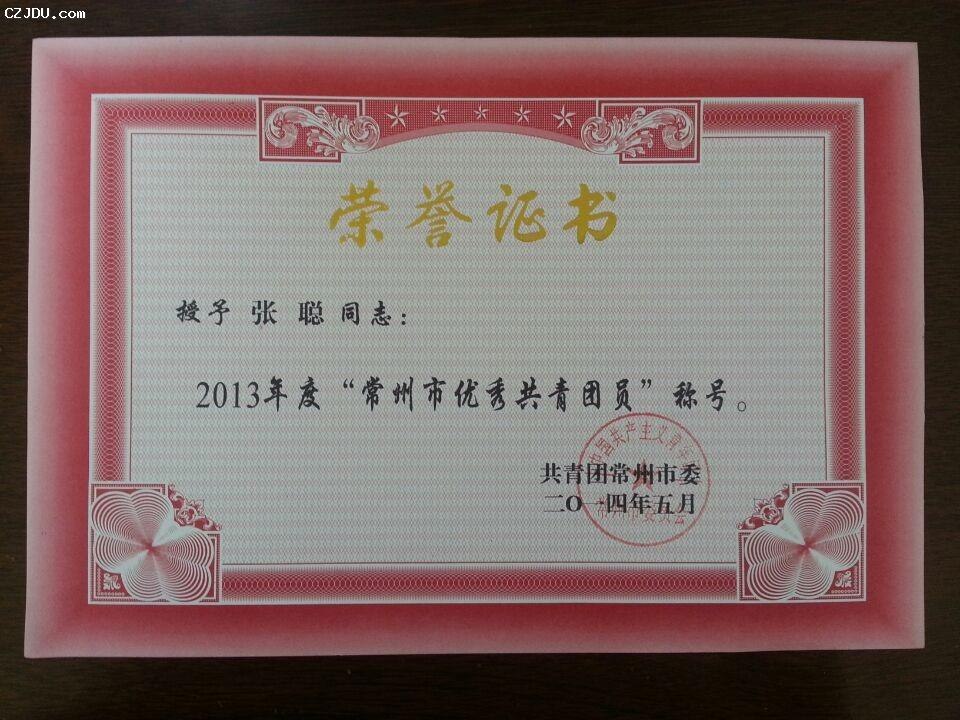 CZJDU.com
荣誉证书
授予 张 聪 同志：
2013年度“常州市优秀共青团员”称号。
共青团常州市委
二〇一四年五月